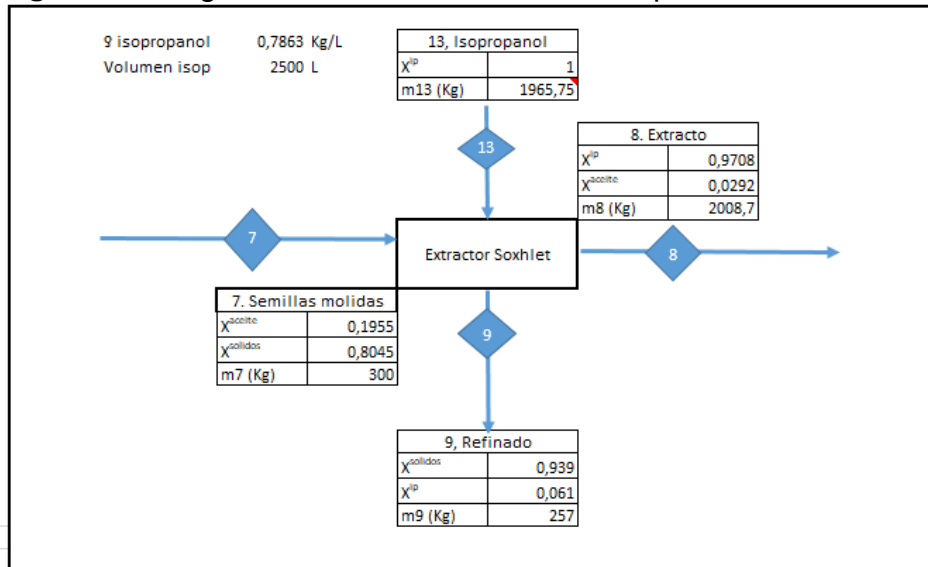 ϱ isopropanol 0,7863 Kg/L
Volumen isop 2500 L
13, Isopropanol
X^ip 1
m13 (Kg) 1965,75
13
8. Extracto
X^ip 0,9708
X^aceite 0,0292
m8 (Kg) 2008,7
7
Extractor Soxhlet
8
7. Semillas molidas
X^aceite 0,1955
X^solidos 0,8045
m7 (Kg) 300
9
9, Refinado
X^solidos 0,939
X^ip 0,061
m9 (Kg) 257